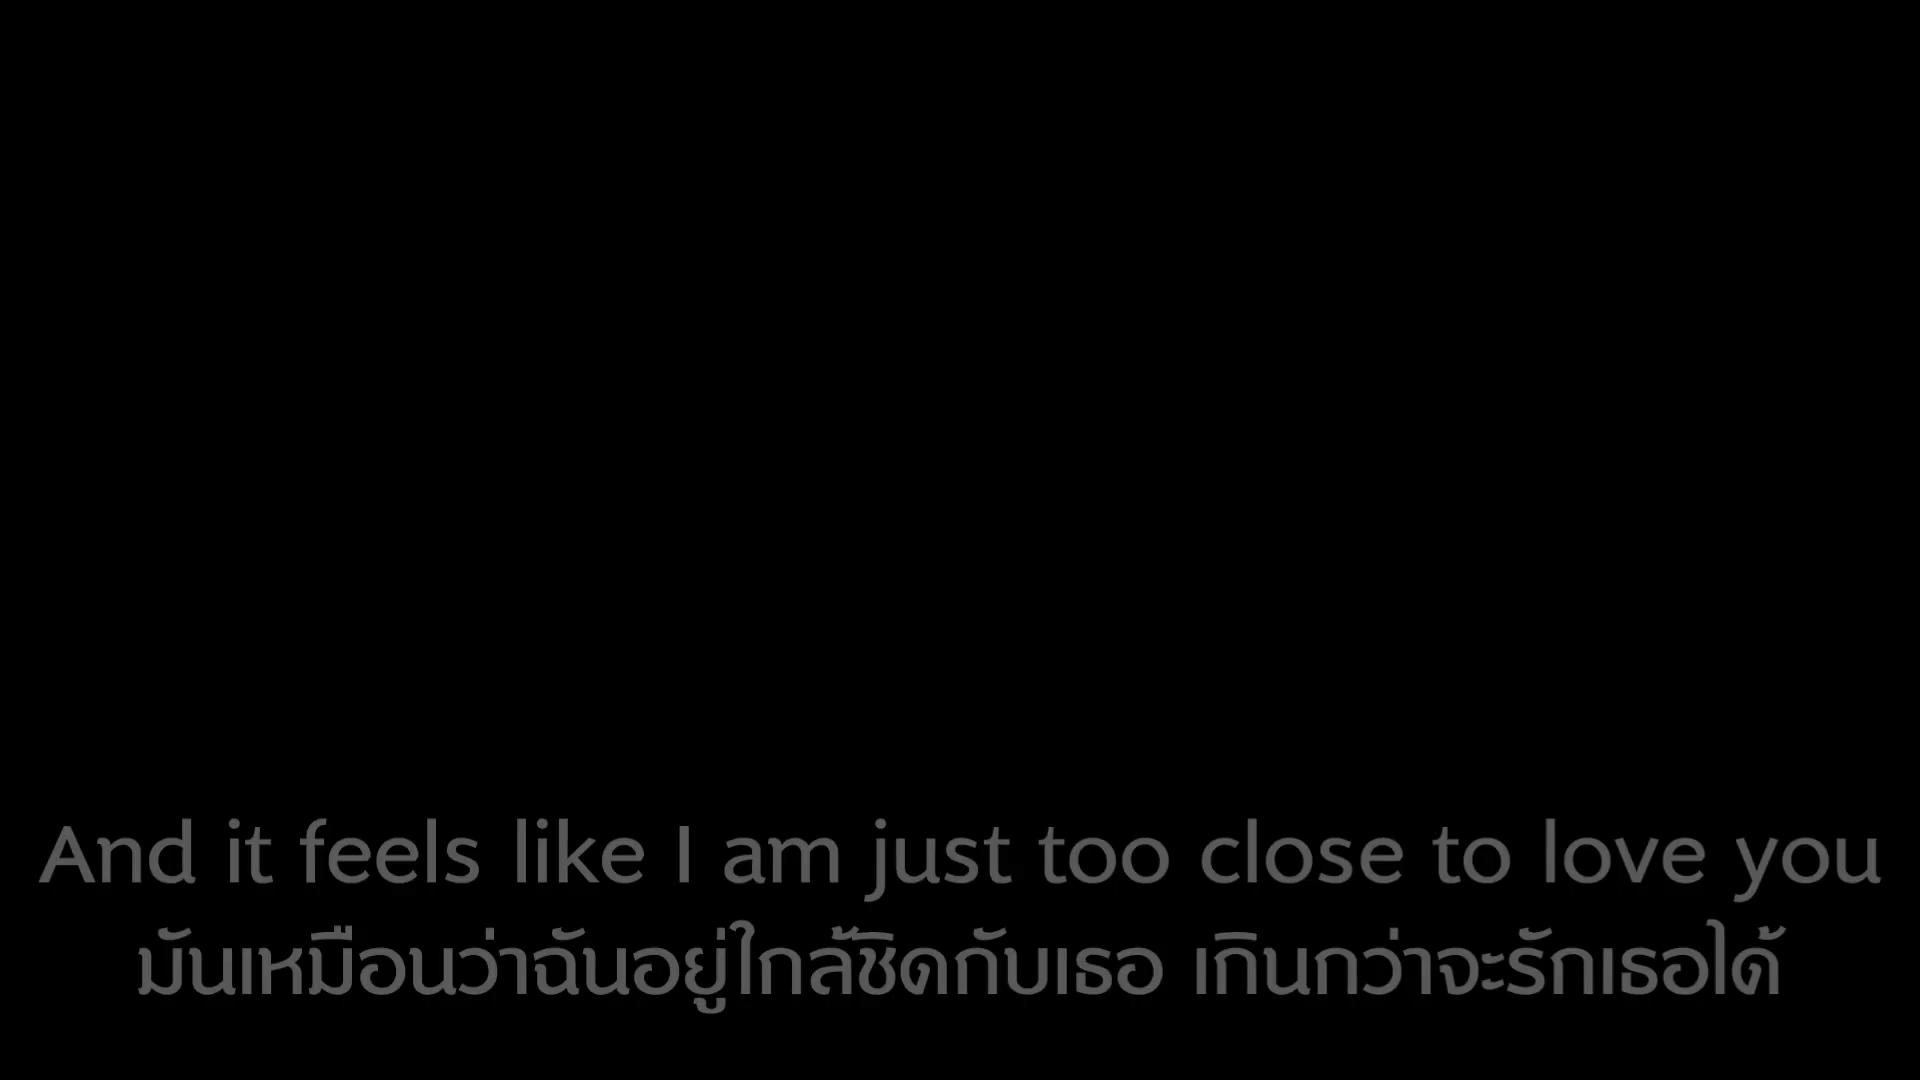 And it feels like I am just too close to love you
มันเหมือนว่าฉันอยู่ใกล้ชิดกับเธอ เกินกว่าจะรักเธอได้